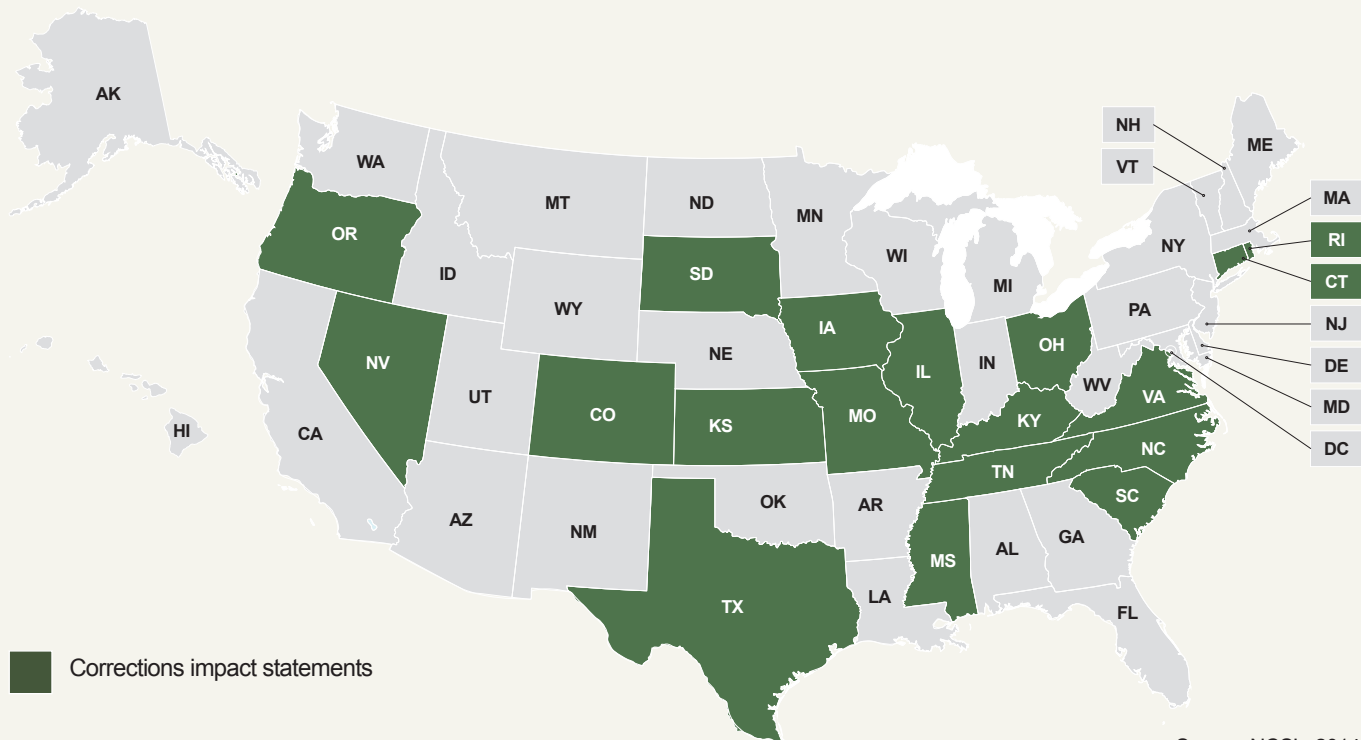 AK
WA
MT
ND
MN
WI
MI
NY
NH
VT
ME
MA
RI
CT
NJ
DE
MD
DC
OR
ID
WY
SD
IA
NE
IL
IN
OH
PA
WV
VA
NV
UT
CO
KS
MO
KY
NC
TN
SC
HI
CA
AZ
NM
OK
AR
MS
AL
GA
LA
TX
FL
Corrections impact statements